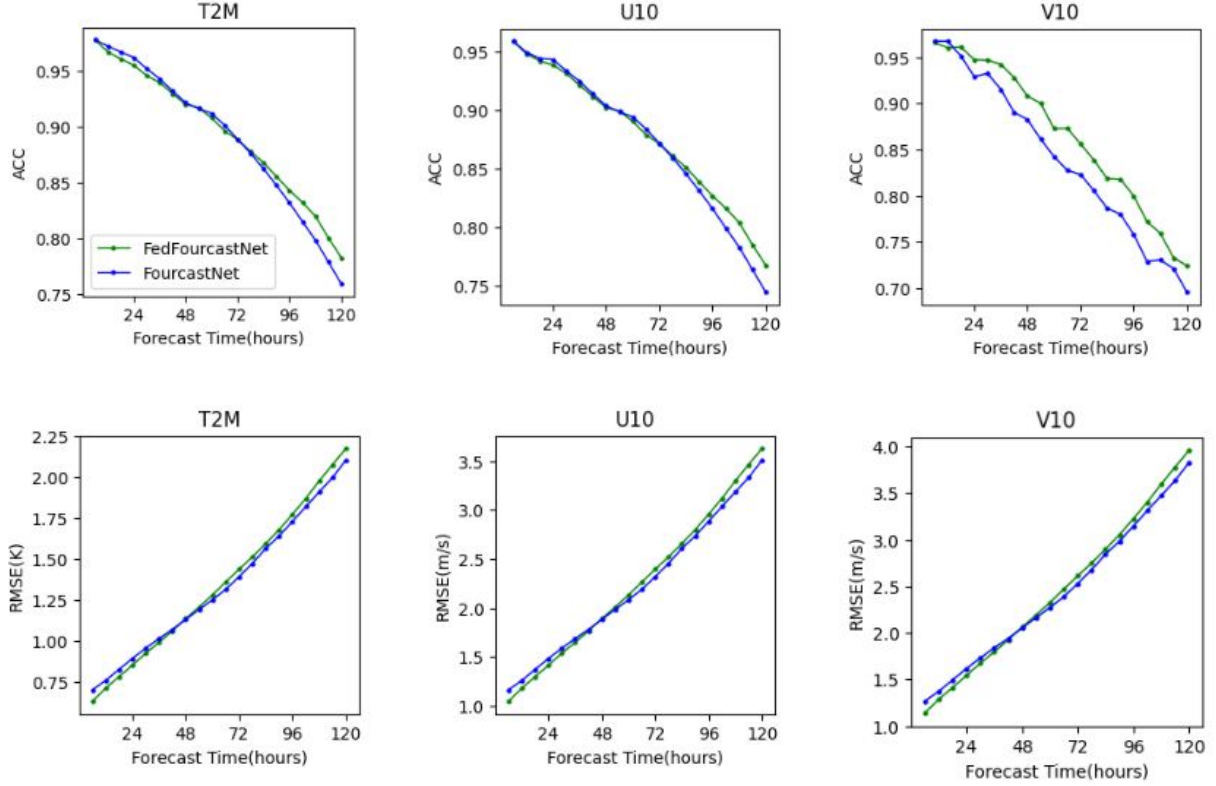 T2M
ACC
0.95
0.90
0.85
0.80
0.75
FedFourcastNet
FourcastNet
24 48 72 96 120
Forecast Time(hours)
U10
ACC
0.95
0.90
0.85
0.80
0.75
24 48 72 96 120
Forecast Time(hours)
V10
ACC
0.95
0.90
0.85
0.80
0.75
0.70
24 48 72 96 120
Forecast Time(hours)
T2M
RMSE(K)
2.25
2.00
1.75
1.50
1.25
1.00
0.75
24 48 72 96 120
Forecast Time(hours)
U10
RMSE(m/s)
3.5
3.0
2.5
2.0
1.5
1.0
24 48 72 96 120
Forecast Time(hours)
V10
RMSE(m/s)
4.0
3.5
3.0
2.5
2.0
1.5
1.0
24 48 72 96 120
Forecast Time(hours)